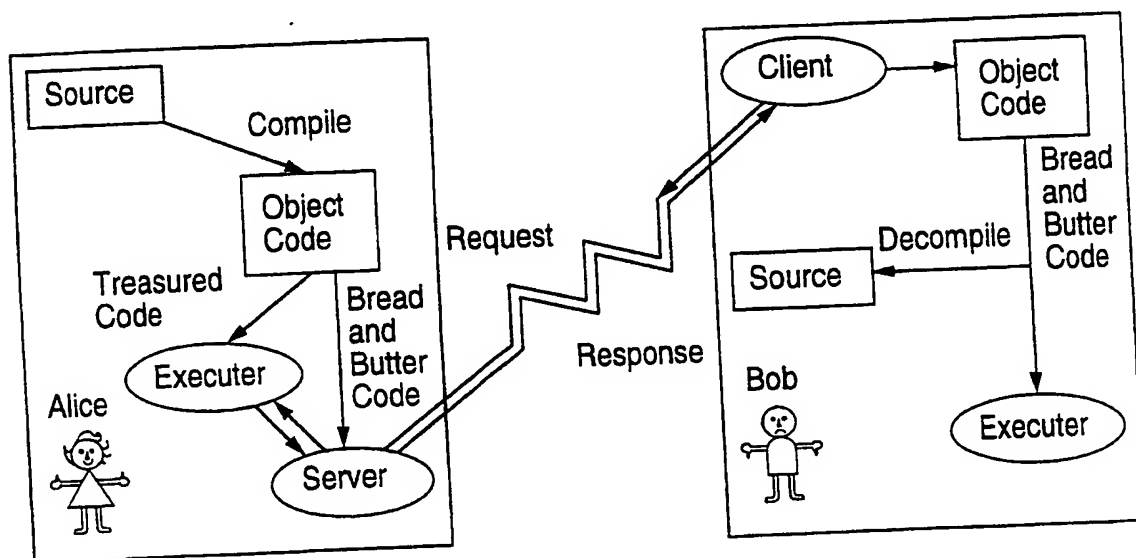 Source
Compile
Object
Code
Treasured
Code
Bread
and
Butter
Code
Executer
Alice
Server
Request
Response
Client
Object
Code
Bread
and
Butter
Code
Decompile
Source
Bob
Executer